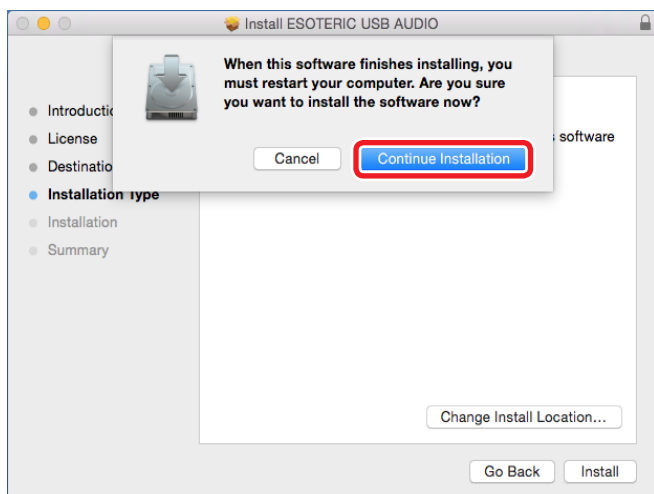 Install ESOTERIC USB AUDIO
When this software finishes installing, you
must restart your computer. Are you sure
you want to install the software now?
Cancel
Continue Installation
software
Introductic
License
Destinatio
Installation Type
Installation
Summary
Change Install Location...
Go Back
Install